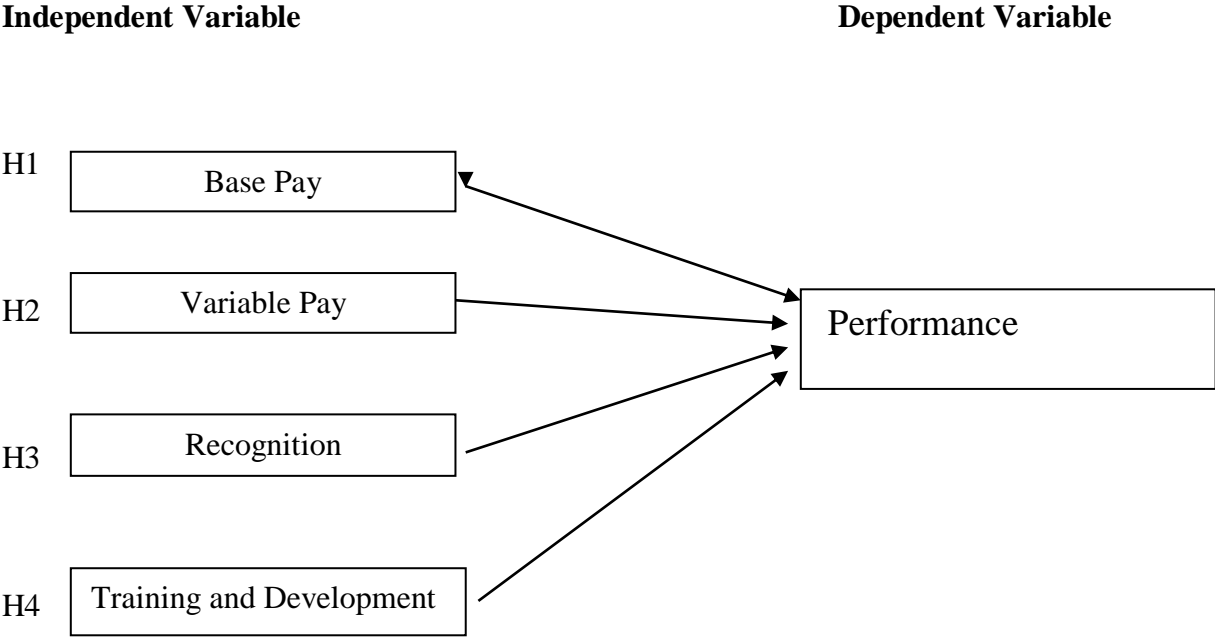 Independent Variable
Dependent Variable
H1
Base Pay
H2
Variable Pay
Performance
H3
Recognition
H4
Training and Development